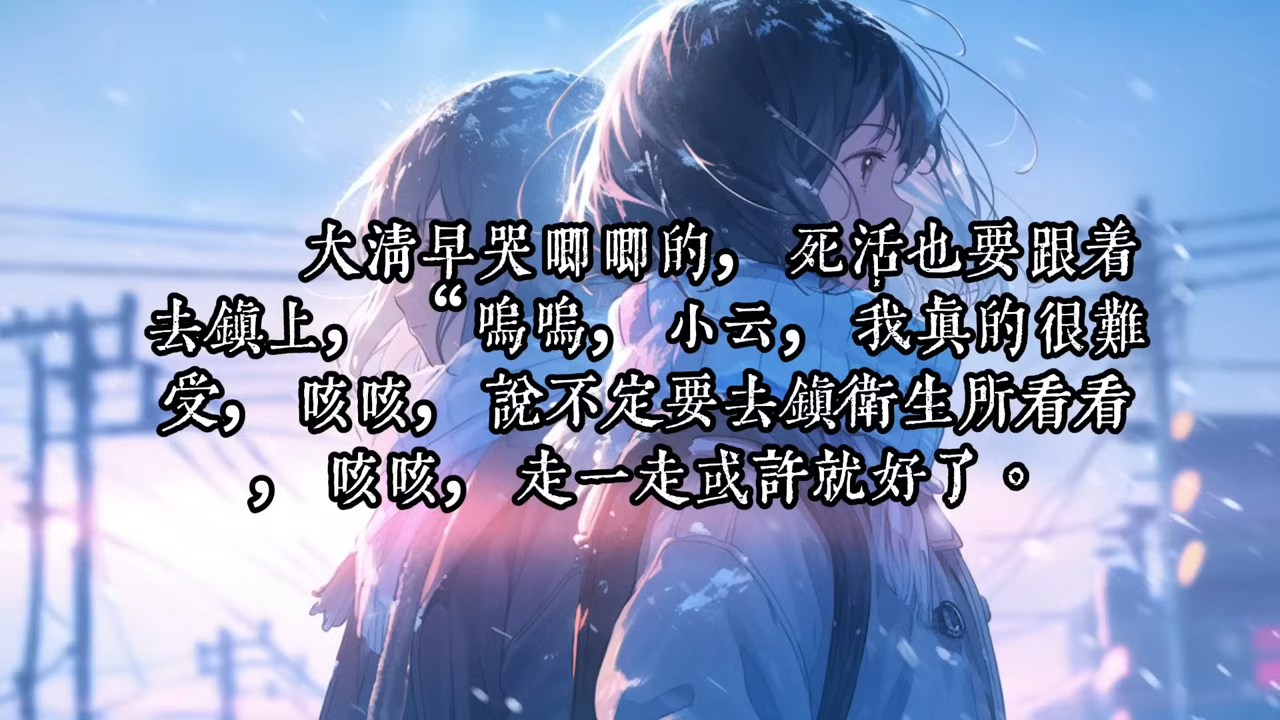 大清早哭唧唧的，死活也要跟着
去鎮上，“嗚嗚，小云，我真的很難
受，咳咳，說不定要去鎮衛生所看看
，咳咳，走一走或許就好了。